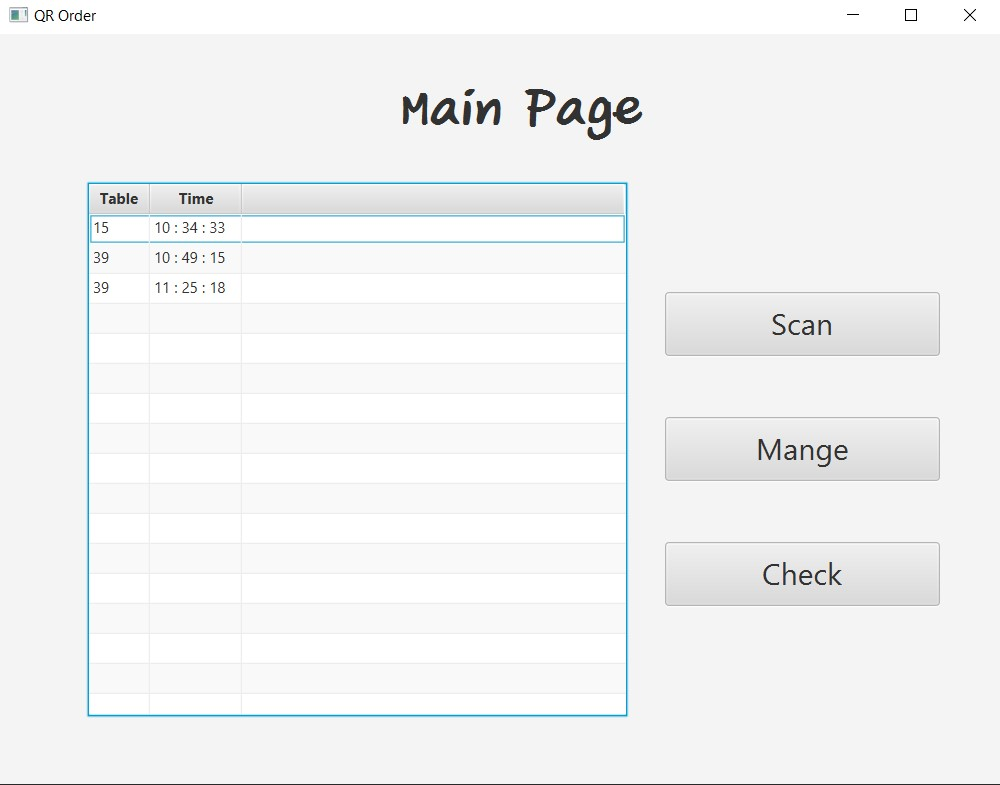 QR Order
Main Page
Table Time
15 10 : 34 : 33
39 10 : 49 : 15
39 11 : 25 : 18
Scan
Mange
Check